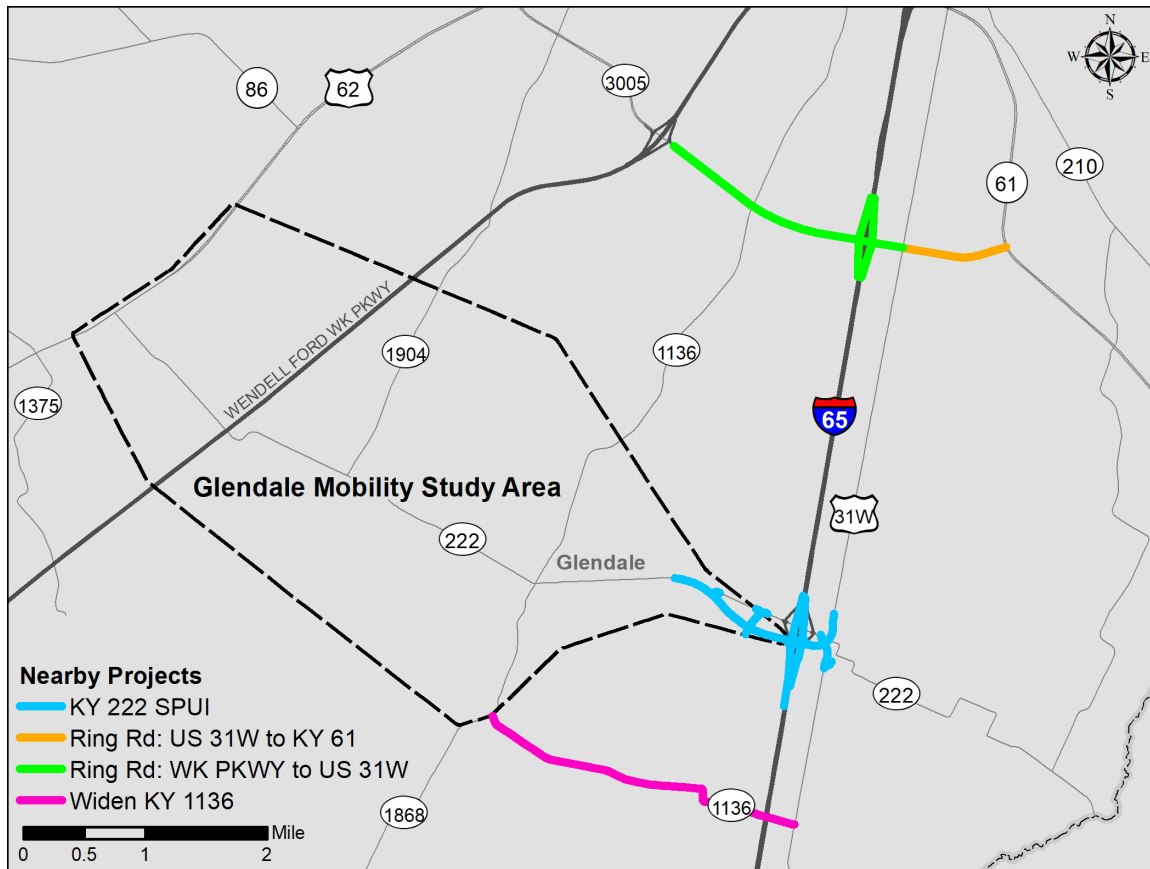 N
W E
S
86
62
3005
61
210
WENDELL FORD WK PKWY
1904
1136
1375
65
Glendale Mobility Study Area
31W
222
Glendale
222
1868
1136
Nearby Projects
KY 222 SPUI
Ring Rd: US 31W to KY 61
Ring Rd: WK PKWY to US 31W
Widen KY 1136
Mile
0 0.5 1 2